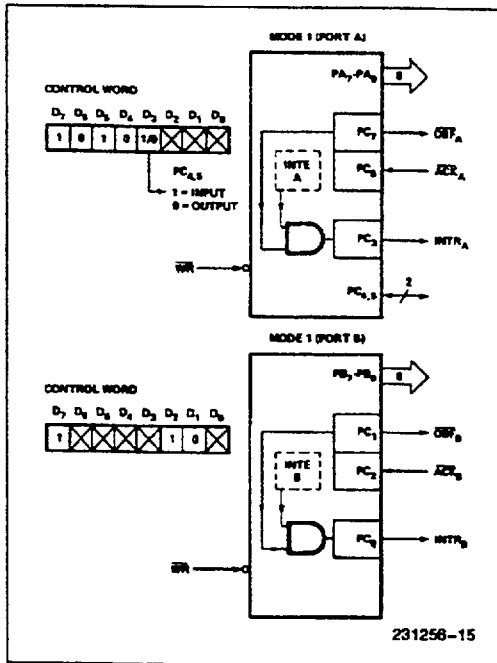 MODE 1 (PORT A)
CONTROL WORD
D7 D6 D5 D4 D3 D2 D1 D0
1 0 1 0 1/0
PC4,5
1 = INPUT
0 = OUTPUT
WR
PA7-PA0
8
PC7
OBFA
PC6
ACKA
INTE
A
PC3
INTRA
PC4,5
2
MODE 1 (PORT B)
CONTROL WORD
D7 D6 D5 D4 D3 D2 D1 D0
1 1 0
WR
PB7-PB0
8
PC1
OBFB
PC2
ACKB
INTE
B
PC0
INTRB
231256-15